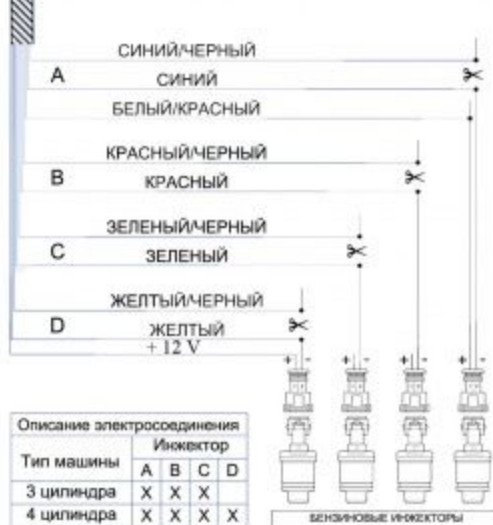 СИНИЙ/ЧЕРНЫЙ
A
СИНИЙ
БЕЛЫЙ/КРАСНЫЙ
КРАСНЫЙ/ЧЕРНЫЙ
B
КРАСНЫЙ
ЗЕЛЕНЫЙ/ЧЕРНЫЙ
C
ЗЕЛЕНЫЙ
ЖЕЛТЫЙ/ЧЕРНЫЙ
D
ЖЕЛТЫЙ
+ 12 V
+ - + - + - + -
Описание электросоединения
Тип машины
Инжектор
A B C D
3 цилиндра X X X
4 цилиндра X X X X
БЕНЗИНОВЫЕ ИНЖЕКТОРЫ